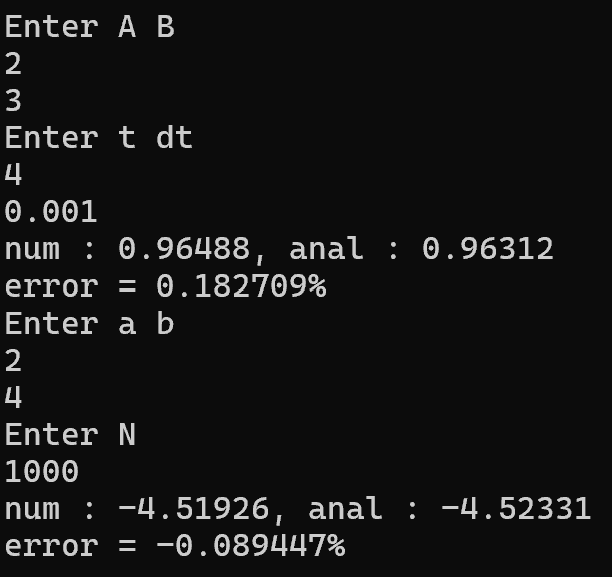 Enter A B
2
3
Enter t dt
4
0.001
num : 0.96488, anal : 0.96312
error = 0.182709%
Enter a b
2
4
Enter N
1000
num : -4.51926, anal : -4.52331
error = -0.089447%